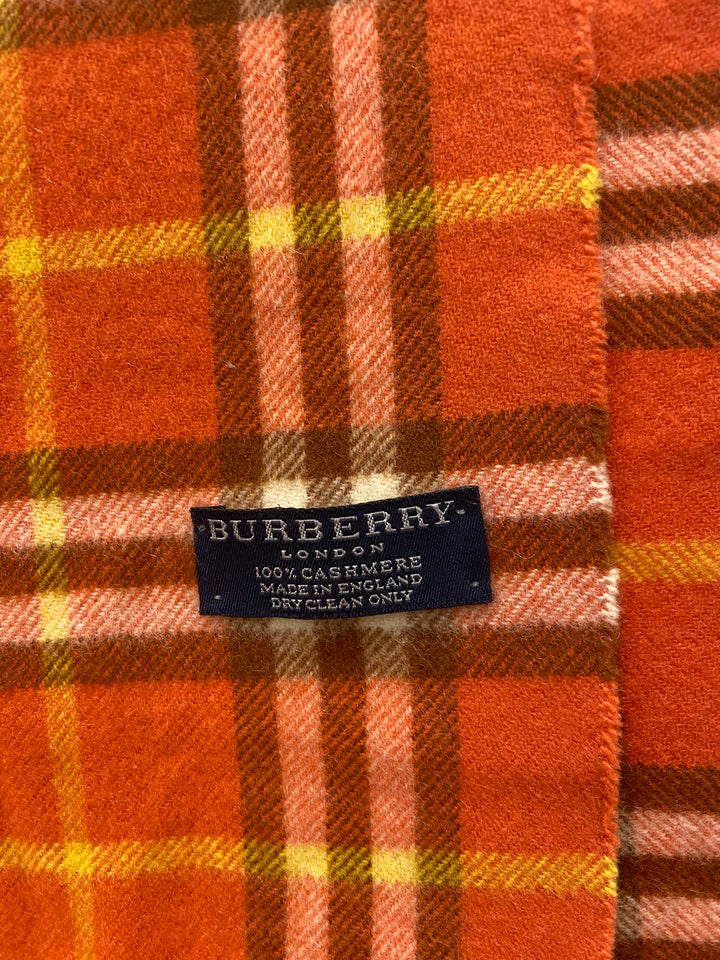 BURBERRY
LONDON
100% CASHMERE
MADE IN ENGLAND
DRY CLEAN ONLY